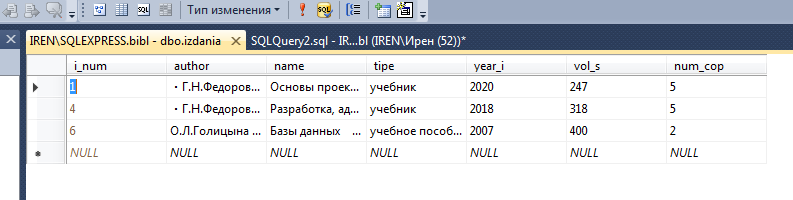 SQL Тип изменения
IREN\SQLEXPRESS.bibl - dbo.izdania SQLQuery2.sql - IR...bl (IREN\Ирен (52))*
i_num author name tipe year_i vol_s num_cop
1 • Г.Н.Федоров... Основы проек... учебник 2020 247 5
4 • Г.Н.Федоров... Разработка, ад... учебник 2018 318 5
6 О.Л.Голицына ... Базы данных ... учебное пособ... 2007 400 2
NULL NULL NULL NULL NULL NULL NULL